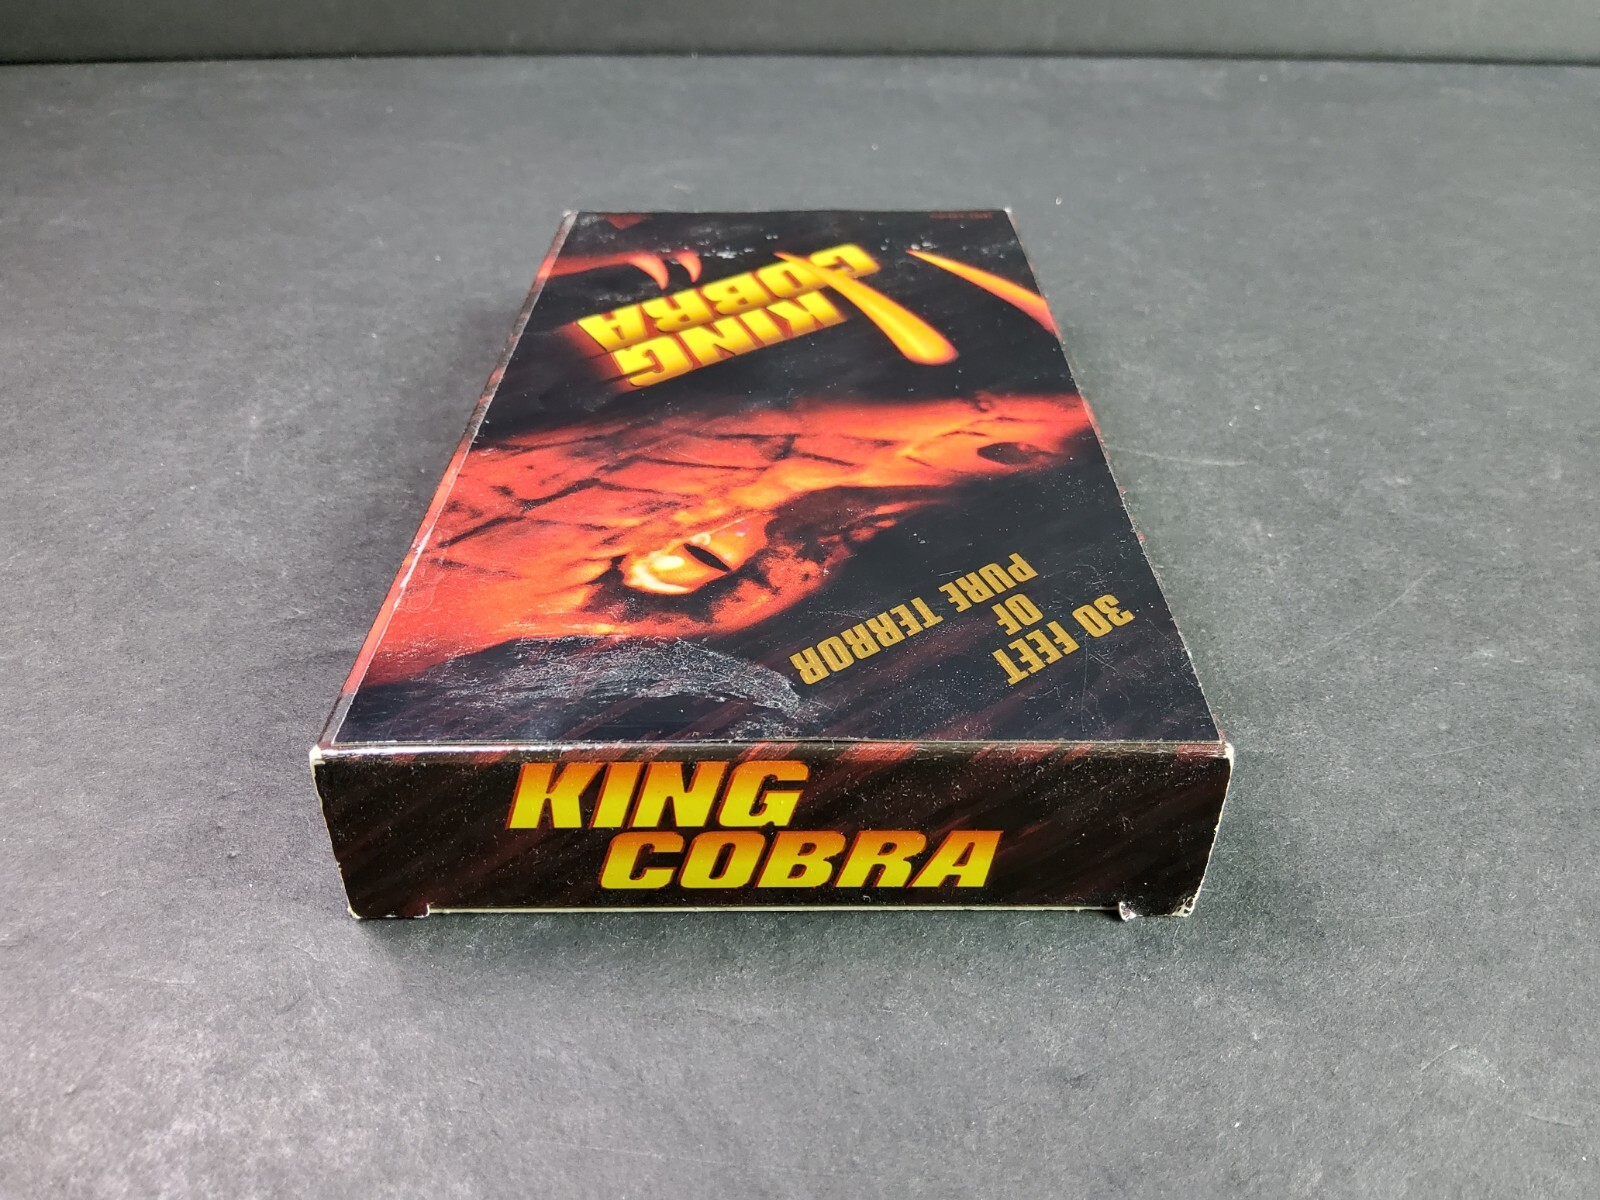 30 FEET
OF
PURE TERROR
KING
COBRA
KING
COBRA